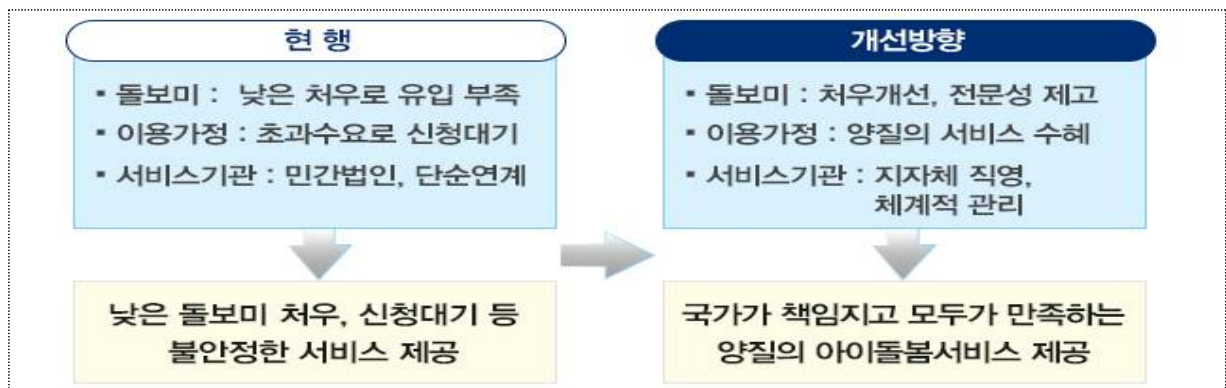 현 행
▪ 돌보미 : 낮은 처우로 유입 부족
▪ 이용가정 : 초과수요로 신청대기
▪ 서비스기관 : 민간법인, 단순연계
낮은 돌보미 처우, 신청대기 등
불안정한 서비스 제공
개선방향
▪ 돌보미 : 처우개선, 전문성 제고
▪ 이용가정 : 양질의 서비스 수혜
▪ 서비스기관 : 지자체 직영,
체계적 관리
국가가 책임지고 모두가 만족하는
양질의 아이돌봄서비스 제공